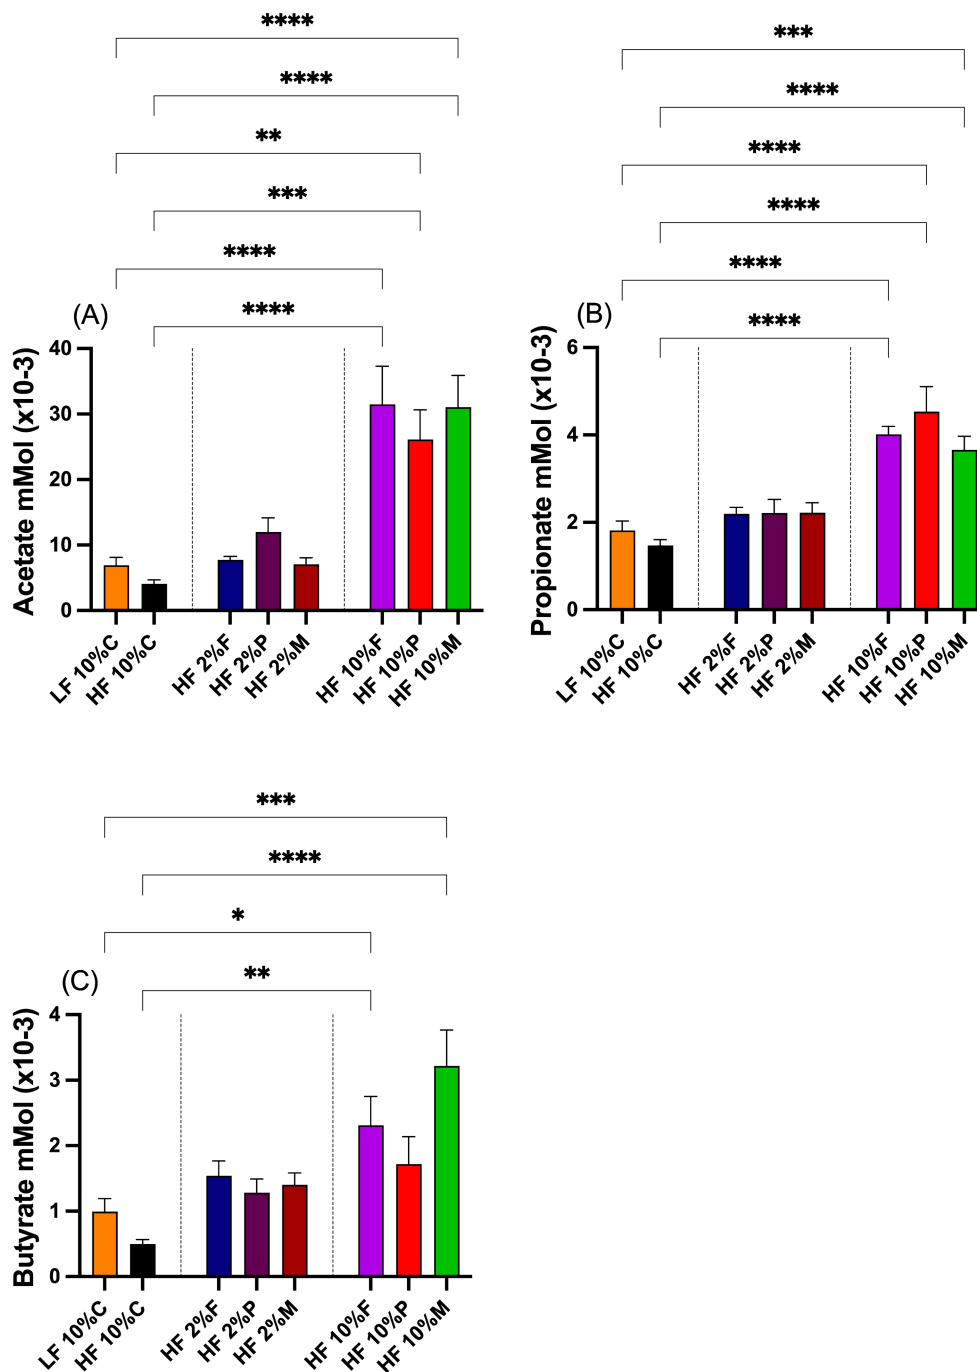 ****
****
**
***
****
****
(A)
Acetate mMol (x10-3)
40
30
20
10
0
LF 10%C
HF 10%C
HF 2%F
HF 2%P
HF 2%M
HF 10%F
HF 10%P
HF 10%M
***
****
****
****
****
****
(B)
Propionate mMol (x10-3)
6
4
2
0
LF 10%C
HF 10%C
HF 2%F
HF 2%P
HF 2%M
HF 10%F
HF 10%P
HF 10%M
***
****
*
**
(C)
Butyrate mMol (x10-3)
4
3
2
1
0
LF 10%C
HF 10%C
HF 2%F
HF 2%P
HF 2%M
HF 10%F
HF 10%P
HF 10%M